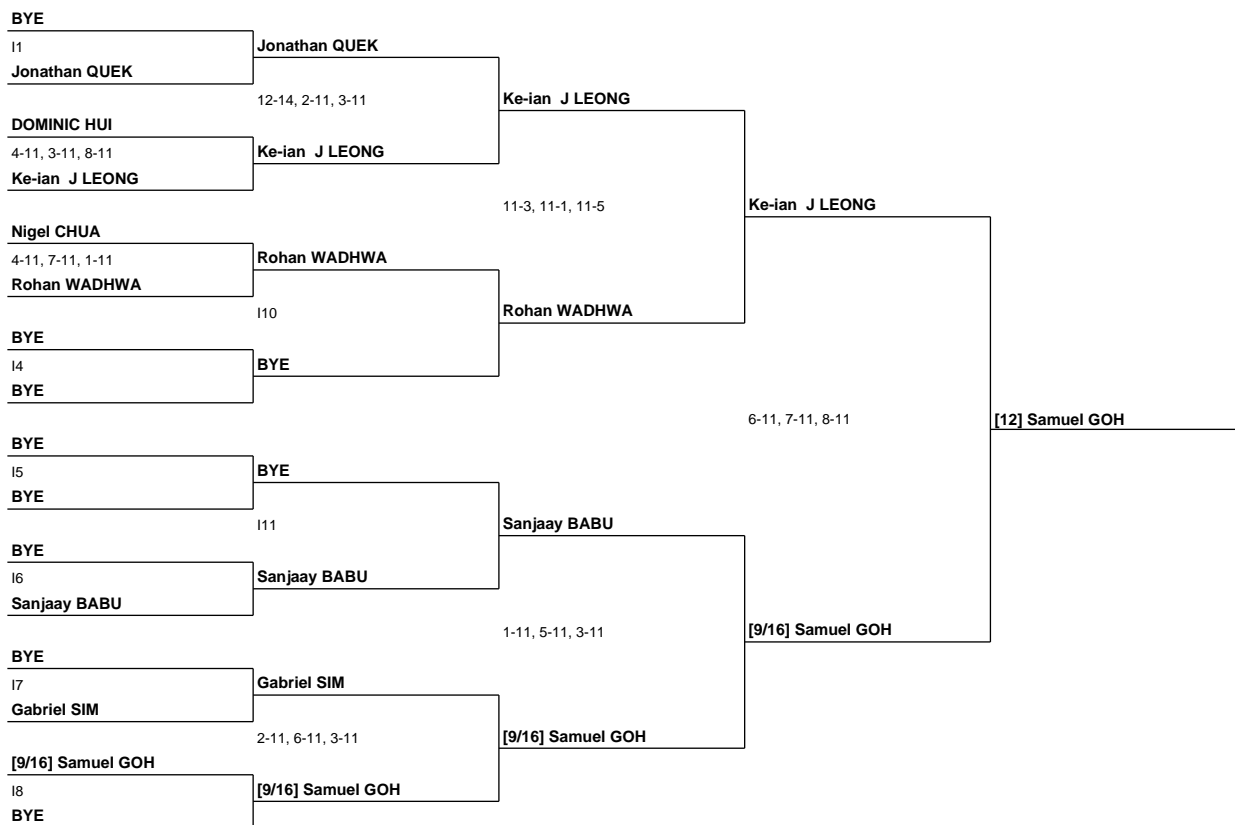 BYE
I1
Jonathan QUEK
Jonathan QUEK
12-14, 2-11, 3-11
Ke-ian J LEONG
DOMINIC HUI
4-11, 3-11, 8-11
Ke-ian J LEONG
Ke-ian J LEONG
11-3, 11-1, 11-5
Ke-ian J LEONG
Nigel CHUA
4-11, 7-11, 1-11
Rohan WADHWA
Rohan WADHWA
I10
Rohan WADHWA
BYE
I4
BYE
BYE
6-11, 7-11, 8-11
[12] Samuel GOH
BYE
I5
BYE
BYE
I11
Sanjaay BABU
BYE
I6
Sanjaay BABU
Sanjaay BABU
1-11, 5-11, 3-11
[9/16] Samuel GOH
BYE
I7
Gabriel SIM
Gabriel SIM
2-11, 6-11, 3-11
[9/16] Samuel GOH
[9/16] Samuel GOH
I8
BYE
[9/16] Samuel GOH